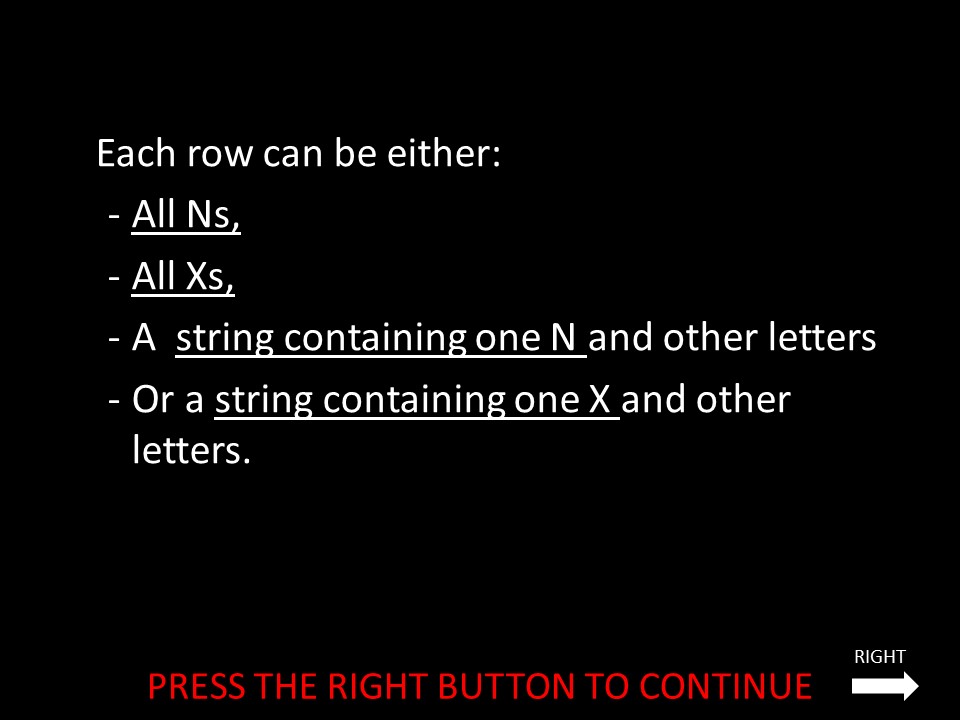 Each row can be either:
- All Ns,
- All Xs,
- A string containing one N and other letters
- Or a string containing one X and other
letters.
RIGHT
PRESS THE RIGHT BUTTON TO CONTINUE